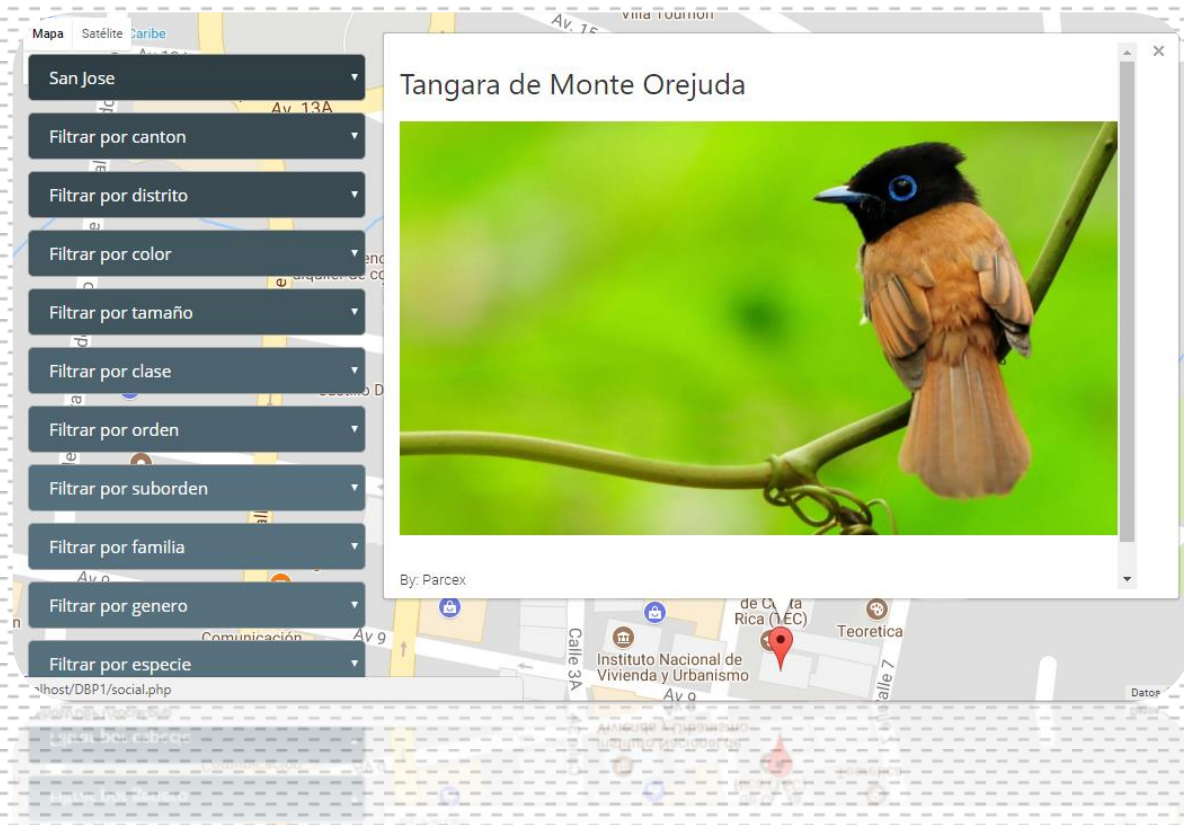 Mapa
Satélite
Caribe
San Jose
Av. 13A
Filtrar por canton
Filtrar por distrito
Filtrar por color
Filtrar por tamaño
Filtrar por clase
Filtrar por orden
Filtrar por suborden
Filtrar por familia
Filtrar por genero
Filtrar por especie
Villa Tournon
Av. 15
Tangara de Monte Orejuda
×
By: Parcex
Rica (TEC)
Teoretica
Comunicación
Av 9
Calle 3A
Instituto Nacional de
Vivienda y Urbanismo
Av 9
lhost/DBP1/social.php
Datos